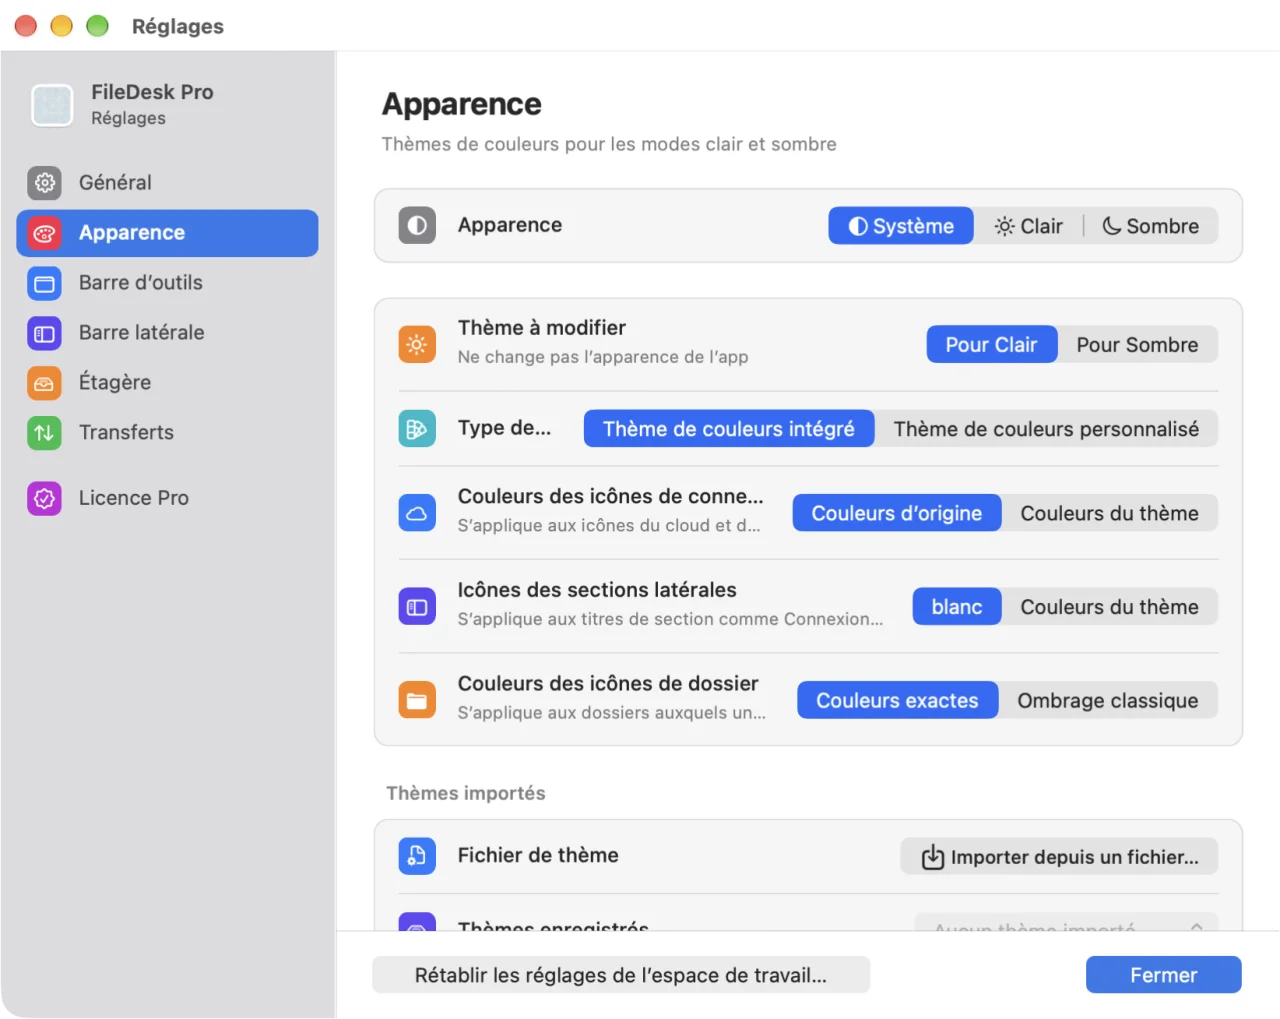 Réglages
FileDesk Pro
Réglages
Général
Apparence
Barre d’outils
Barre latérale
Étagère
Transferts
Licence Pro
Apparence
Thèmes de couleurs pour les modes clair et sombre
Apparence
Système
Clair
Sombre
Thème à modifier
Ne change pas l’apparence de l’app
Pour Clair
Pour Sombre
Type de...
Thème de couleurs intégré
Thème de couleurs personnalisé
Couleurs des icônes de conne...
S’applique aux icônes du cloud et d...
Couleurs d’origine
Couleurs du thème
Icônes des sections latérales
S’applique aux titres de section comme Connexion...
blanc
Couleurs du thème
Couleurs des icônes de dossier
S’applique aux dossiers auxquels un...
Couleurs exactes
Ombrage classique
Thèmes importés
Fichier de thème
Importer depuis un fichier...
Thèmes enregistrés
Aucun thème importé
Rétablir les réglages de l’espace de travail...
Fermer